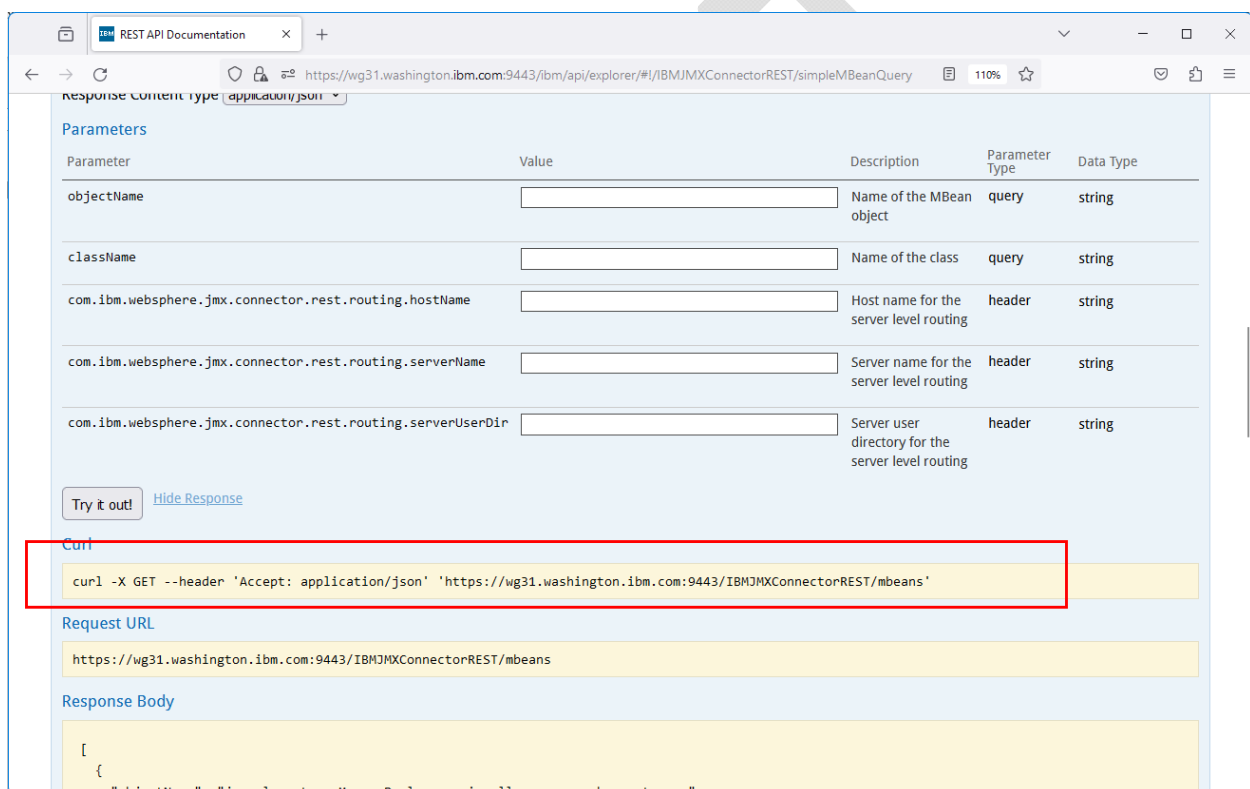 IBM REST API Documentation
https://wg31.washington.ibm.com:9443/ibm/api/explorer/#!/IBMJMXConnectorREST/simpleMBeanQuery 110%
Response Content Type application/json
Parameters
Parameter Value Description Parameter Type Data Type
objectName Name of the MBean object query string
className Name of the class query string
com.ibm.websphere.jmx.connector.rest.routing.hostName Host name for the server level routing header string
com.ibm.websphere.jmx.connector.rest.routing.serverName Server name for the server level routing header string
com.ibm.websphere.jmx.connector.rest.routing.serverUserDir Server user directory for the server level routing header string
Try it out! Hide Response
Curl
curl -X GET --header 'Accept: application/json' 'https://wg31.washington.ibm.com:9443/IBMJMXConnectorREST/mbeans'
Request URL
https://wg31.washington.ibm.com:9443/IBMJMXConnectorREST/mbeans
Response Body
[
{